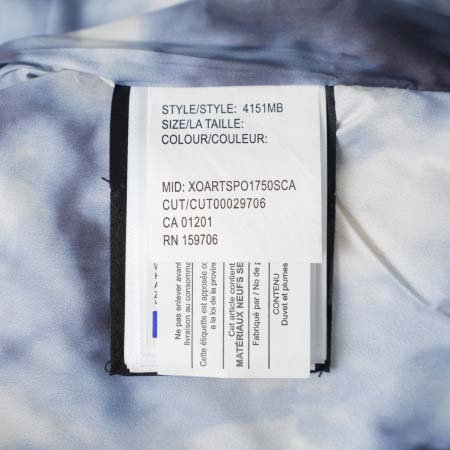 STYLE/STYLE: 4151MB
SIZE/LA TAILLE:
COLOUR/COULEUR:
MID: XOARTSPO1750SCA
CUT/CUT00029706
CA 01201
RN 159706
Ne pas enlever avant
livraison au consomma
Cette étiquette est apposée co
a la loi de la provinc
Cet article contient
MATÉRIAUX NEUFS SE
Fabriqué par / No de p
CONTENU
Duvet et plumes